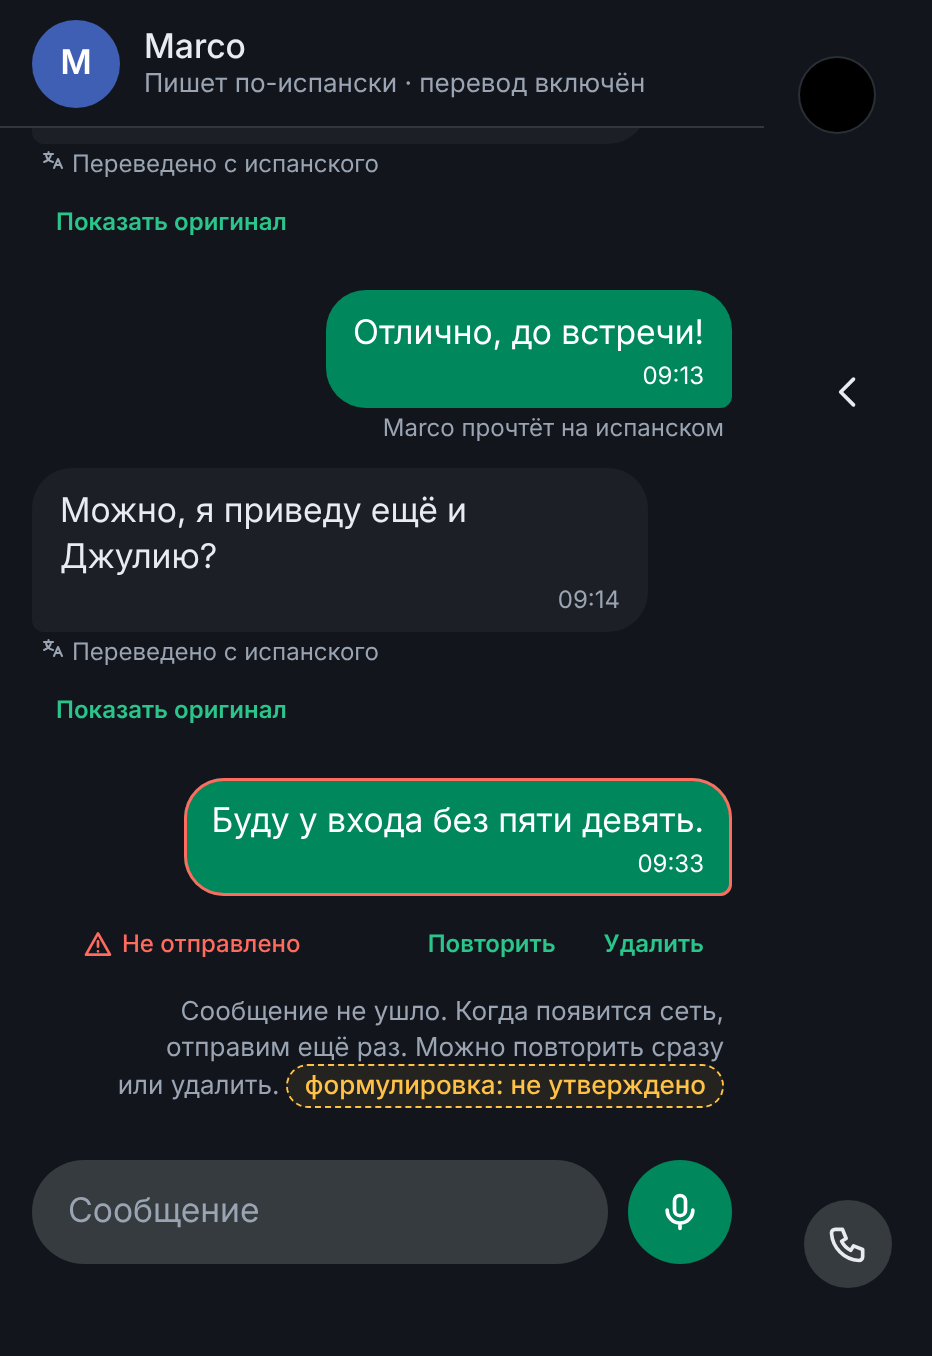 M
Marco
Пишет по-испански · перевод включён
Переведено с испанского
Показать оригинал
Отлично, до встречи!
09:13
Marco прочтёт на испанском
Можно, я приведу ещё и
Джулию?
09:14
Переведено с испанского
Показать оригинал
Буду у входа без пяти девять.
09:33
Не отправлено Повторить Удалить
Сообщение не ушло. Когда появится сеть,
отправим ещё раз. Можно повторить сразу
или удалить. формулировка: не утверждено
Сообщение